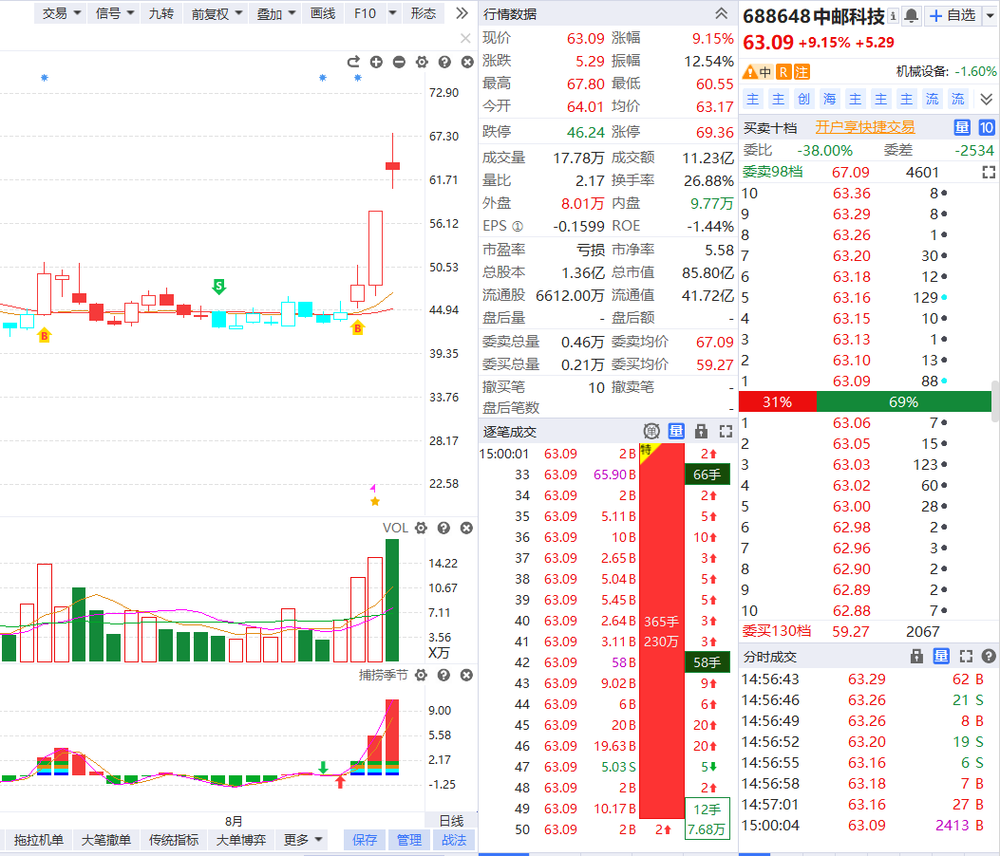 交易 信号 九转 前复权 叠加 画线 F10 形态
72.90
67.30
61.71
56.12
50.53
44.94
39.35
33.76
28.17
22.58
S
B
B
VOL
14.22
10.67
7.11
3.56
X万
捕捞季节
9.00
5.58
2.17
-1.25
8月 日线
拖拉机单 大笔撤单 传统指标 大单博弈 更多 保存 管理 战法
行情数据
现价 63.09 涨幅 9.15%
涨跌 5.29 振幅 12.54%
最高 67.80 最低 60.55
今开 64.01 均价 63.17
跌停 46.24 涨停 69.36
成交量 17.78万 成交额 11.23亿
量比 2.17 换手率 26.88%
外盘 8.01万 内盘 9.77万
EPS ① -0.1599 ROE -1.44%
市盈率 亏损 市净率 5.58
总股本 1.36亿 总市值 85.80亿
流通股 6612.00万 流通值 41.72亿
盘后量 - 盘后额 -
委卖总量 0.46万 委卖均价 67.09
委买总量 0.21万 委买均价 59.27
撤买笔 10 撤卖笔 -
盘后笔数 -
逐笔成交 单 量
15:00:01 63.09 2 B 特 2
33 63.09 65.90 B 66手
34 63.09 2 B 2
35 63.09 5.11 B 5
36 63.09 10 B 10
37 63.09 2.65 B 3
38 63.09 5.04 B 5
39 63.09 5.45 B 5
40 63.09 2.64 B 365手 3
41 63.09 3.11 B 230万 3
42 63.09 58 B 58手
43 63.09 9.02 B 9
44 63.09 6 B 6
45 63.09 20 B 20
46 63.09 19.63 B 20
47 63.09 5.03 S 5
48 63.09 2 B 2
49 63.09 10.17 B 12手
50 63.09 2 B 2 7.68万
688648 中邮科技 自选
63.09 +9.15% +5.29
中 R 注 机械设备: -1.60%
主 主 创 海 主 主 主 流 流
买卖十档 开户享快捷交易 量 10
委比 -38.00% 委差 -2534
委卖98档 67.09 4601
10 63.36 8
9 63.29 8
8 63.26 1
7 63.20 30
6 63.18 12
5 63.16 129
4 63.15 10
3 63.13 1
2 63.10 13
1 63.09 88
31% 69%
1 63.06 7
2 63.05 15
3 63.03 123
4 63.02 60
5 63.00 28
6 62.98 2
7 62.96 3
8 62.90 2
9 62.89 2
10 62.88 7
委买130档 59.27 2067
分时成交 量
14:56:43 63.29 62 B
14:56:46 63.26 21 S
14:56:49 63.26 8 B
14:56:52 63.20 19 S
14:56:55 63.16 6 S
14:56:58 63.18 7 B
14:57:01 63.16 27 B
15:00:04 63.09 2413 B